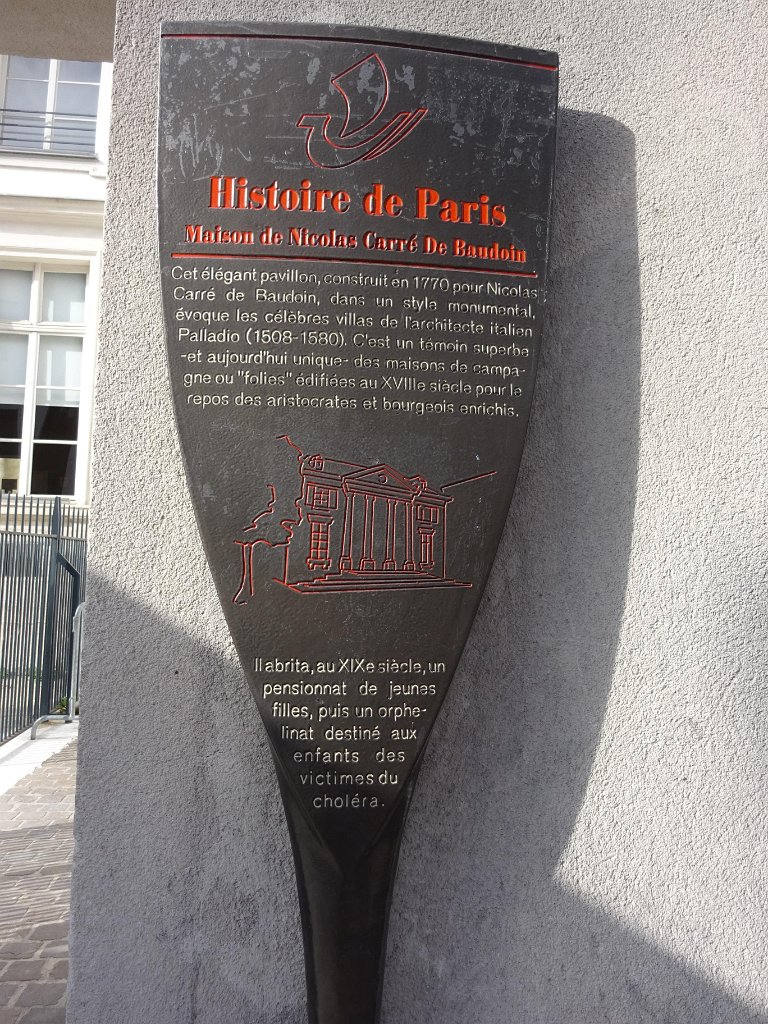 Histoire de Paris
Maison de Nicolas Carré De Baudoin
Cet élégant pavillon, construit en 1770 pour Nicolas
Carré de Baudoin, dans un style monumental,
évoque les célèbres villas de l'architecte italien
Palladio (1508-1580). C'est un témoin superbe
-et aujourd'hui unique- des maisons de campa-
gne ou "folies" édifiées au XVIIIe siècle pour le
repos des aristocrates et bourgeois enrichis.
Il abrita, au XIXe siècle, un
pensionnat de jeunes
filles, puis un orphe-
linat destiné aux
enfants des
victimes du
choléra.